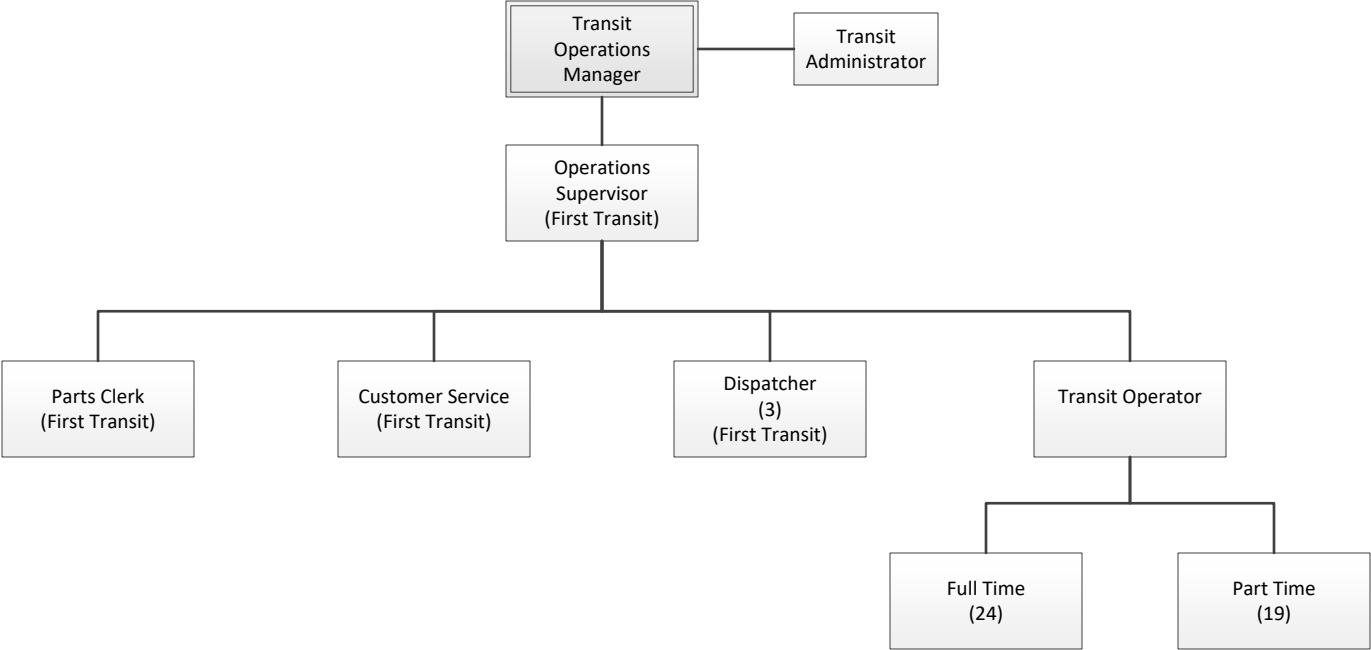 Transit
Operations
Manager
Transit
Administrator
Operations
Supervisor
(First Transit)
Parts Clerk
(First Transit)
Customer Service
(First Transit)
Dispatcher
(3)
(First Transit)
Transit Operator
Full Time
(24)
Part Time
(19)